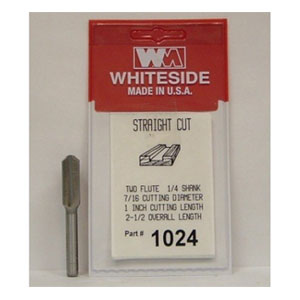 WM
WHITESIDE
MADE IN U.S.A.
STRAIGHT CUT
TWO FLUTE 1/4 SHANK
7/16 CUTTING DIAMETER
1 INCH CUTTING LENGTH
2-1/2 OVERALL LENGTH
Part # 1024